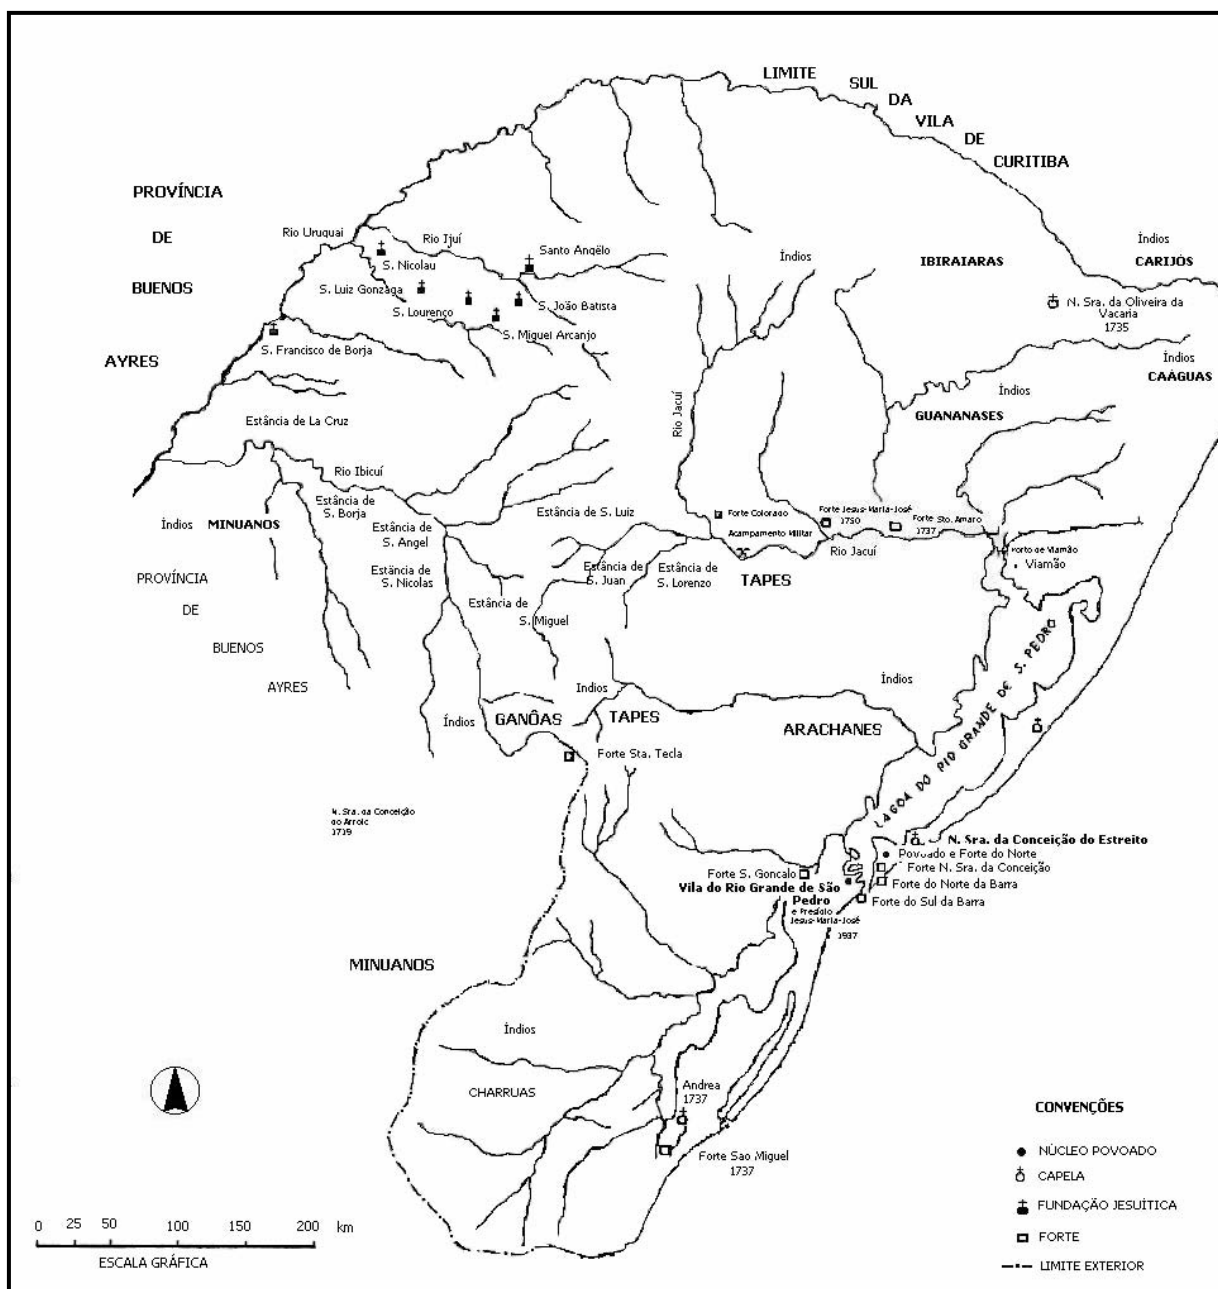 LIMITE SUL DA VILA DE CURITIBA
PROVÍNCIA
DE
BUENOS
AYRES
Rio Uruguai
Rio Ijuí
S. Nicolau
Santo Angëlo
S. Luiz Gonzaga
S. Lourenço
S. João Batista
S. Miguel Arcanjo
S. Francisco de Borja
Índios
Índios
IBIRAIARAS
Índios
CARIJÓS
N. Sra. da Oliveira da
Vacaria
1735
Índios
CAÁGUAS
Índios
GUANANASES
Rio Jacuí
Estância de La Cruz
Rio Ibicuí
Estância de
S. Borja
Estância de
S. Angel
Estância de S. Luiz
Estância de
S. Nicolas
Estância de
S. Miguel
Estância de
S. Juan
Estância de
S. Lorenzo
Forte Colorado
Acampamento Militar
Forte Jesus-Maria-José
1750
Forte Sto. Amaro
1737
Rio Jacuí
Porto de Viamão
Viamão
TAPES
Índios MINUANOS
PROVÍNCIA
DE
BUENOS
AYRES
LAGOA DO RIO GRANDE DE S. PEDRO
Índios
Índios
Índios
GANÔAS
TAPES
ARACHANES
Forte Sta. Tecla
N. Sra. da Conceição
do Arroio
N. Sra. da Conceição do Estreito
Povoado e Forte do Norte
Forte N. Sra. da Conceição
Forte do Norte da Barra
Forte do Sul da Barra
Forte S. Goncalo
Vila do Rio Grande de São
Pedro
e Presídio
Jesus-Maria-José
1937
MINUANOS
Índios
CHARRUAS
Andrea
1737
Forte Sao Miguel
1737
CONVENÇÕES
NÚCLEO POVOADO
CAPELA
FUNDAÇÃO JESUÍTICA
FORTE
LIMITE EXTERIOR
0 25 50 100 150 200 km
ESCALA GRÁFICA